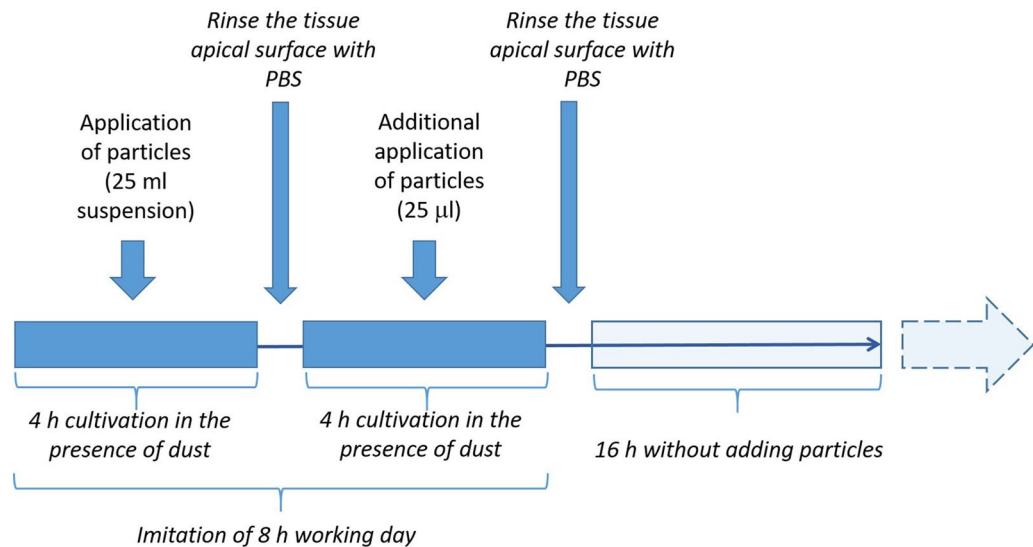 Rinse the tissue
apical surface with
PBS
Rinse the tissue
apical surface with
PBS
Application
of particles
(25 ml
suspension)
Additional
application
of particles
(25 μl)
4 h cultivation in the
presence of dust
4 h cultivation in the
presence of dust
16 h without adding particles
Imitation of 8 h working day